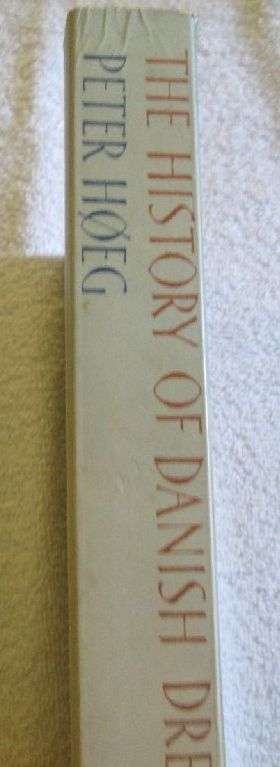 THE HISTORY OF DANISH DRE
PETER HØEG